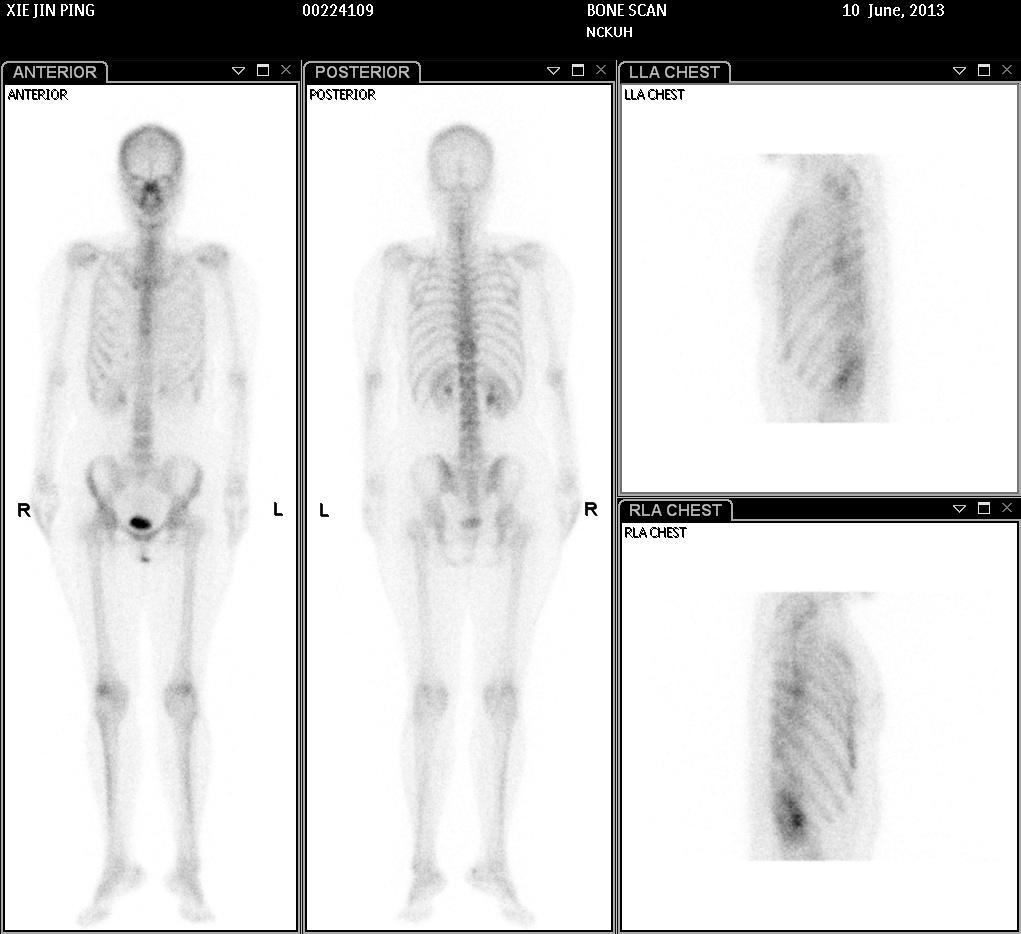 XIE JIN PING 00224109 BONE SCAN 10 June, 2013
NCKUH
ANTERIOR POSTERIOR LLA CHEST
ANTERIOR POSTERIOR LLA CHEST
R L L R
RLA CHEST
RLA CHEST